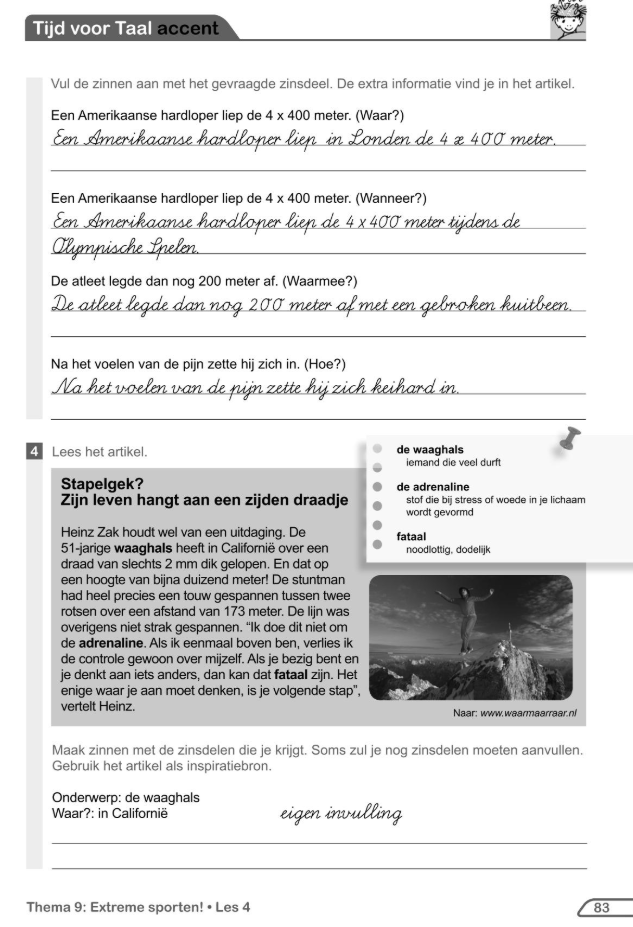 Tijd voor Taal accent
Vul de zinnen aan met het gevraagde zinsdeel. De extra informatie vind je in het artikel.
Een Amerikaanse hardloper liep de 4 x 400 meter. (Waar?)
Een Amerikaanse hardloper liep in Londen de 4 x 400 meter.
Een Amerikaanse hardloper liep de 4 x 400 meter. (Wanneer?)
Een Amerikaanse hardloper liep de 4 x 400 meter tijdens de
Olympische Spelen.
De atleet legde dan nog 200 meter af. (Waarmee?)
De atleet legde dan nog 200 meter af met een gebroken kuitbeen.
Na het voelen van de pijn zette hij zich in. (Hoe?)
Na het voelen van de pijn zette hij zich keihard in.
4 Lees het artikel.
Stapelgek?
Zijn leven hangt aan een zijden draadje
Heinz Zak houdt wel van een uitdaging. De
51-jarige waaghals heeft in Californië over een
draad van slechts 2 mm dik gelopen. En dat op
een hoogte van bijna duizend meter! De stuntman
had heel precies een touw gespannen tussen twee
rotsen over een afstand van 173 meter. De lijn was
overigens niet strak gespannen. “Ik doe dit niet om
de adrenaline. Als ik eenmaal boven ben, verlies ik
de controle gewoon over mijzelf. Als je bezig bent en
je denkt aan iets anders, dan kan dat fataal zijn. Het
enige waar je aan moet denken, is je volgende stap”,
vertelt Heinz.
de waaghals
iemand die veel durft
de adrenaline
stof die bij stress of woede in je lichaam
wordt gevormd
fataal
noodlottig, dodelijk
Naar: www.waarmaarraar.nl
Maak zinnen met de zinsdelen die je krijgt. Soms zul je nog zinsdelen moeten aanvullen.
Gebruik het artikel als inspiratiebron.
Onderwerp: de waaghals
Waar?: in Californië
eigen invulling
Thema 9: Extreme sporten! • Les 4
83